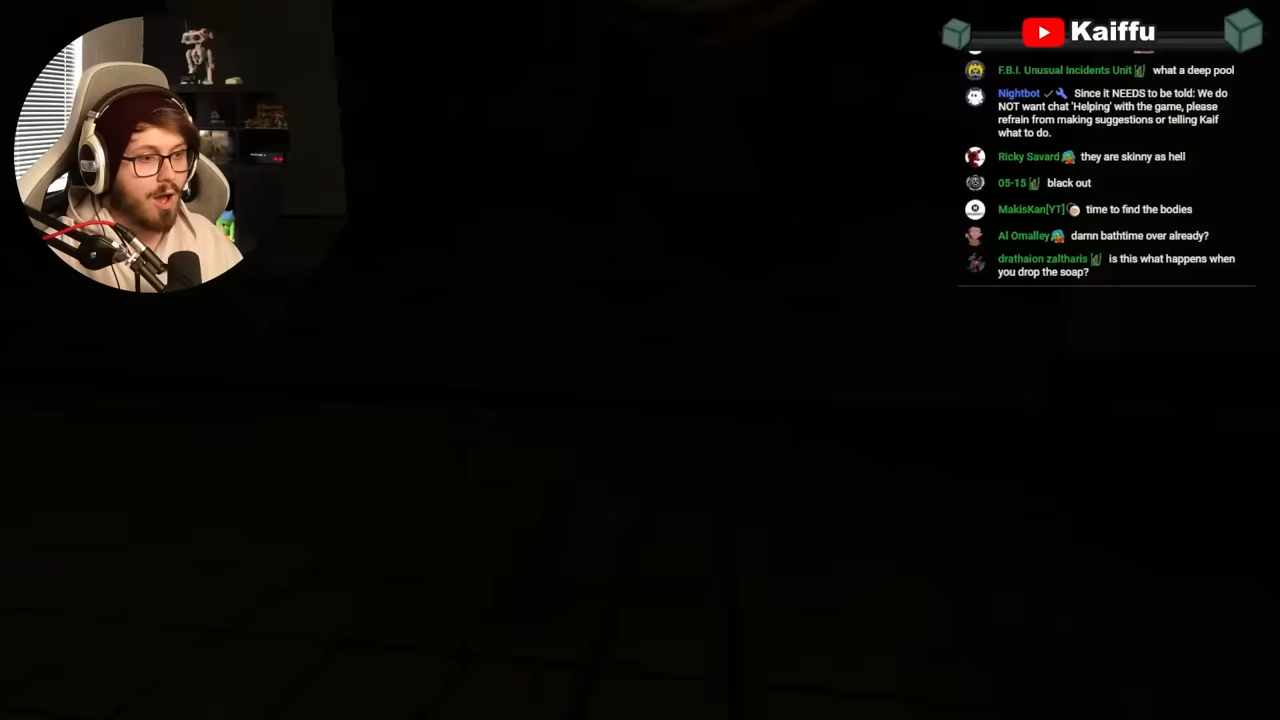 Kaiffu
F.B.I. Unusual Incidents Unit what a deep pool
Nightbot Since it NEEDS to be told: We do
NOT want chat 'Helping' with the game, please
refrain from making suggestions or telling Kaif
what to do.
Ricky Savard they are skinny as hell
05-15 black out
MakisKan[YT] time to find the bodies
Al Omalley damn bathtime over already?
drathaion zaltharis is this what happens when
you drop the soap?